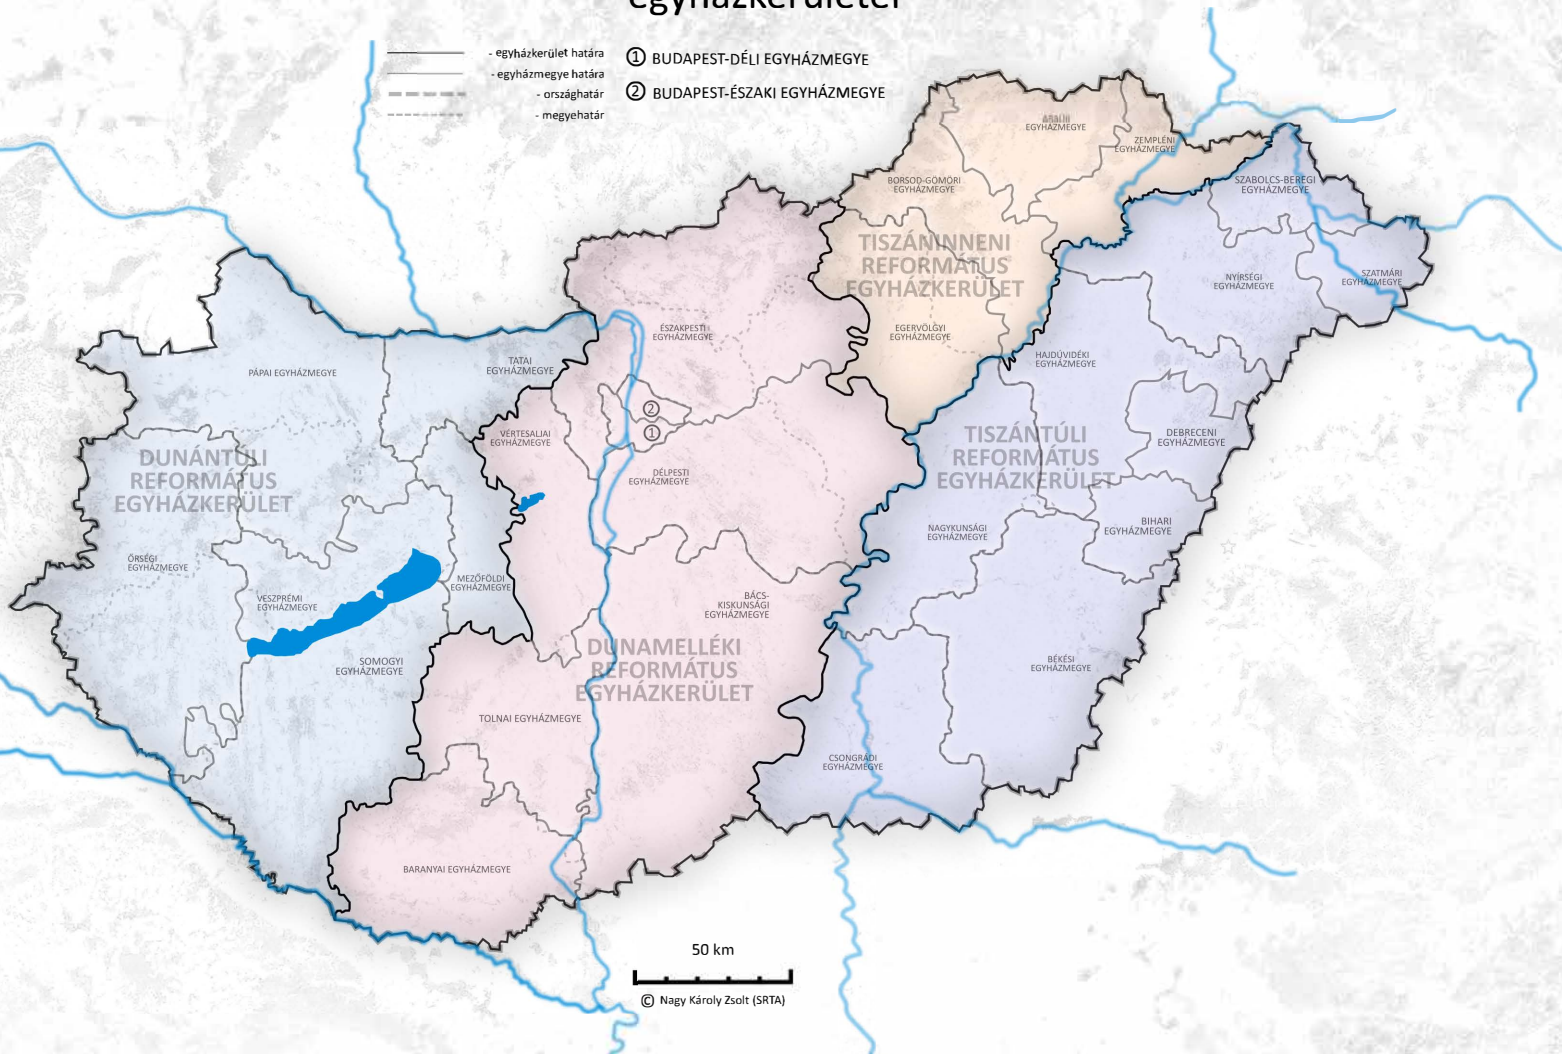 egyházkerületei
- egyházkerület határa
- egyházmegye határa
- országhatár
- megyehatár
1 BUDAPEST-DÉLI EGYHÁZMEGYE
2 BUDAPEST-ÉSZAKI EGYHÁZMEGYE
ABAÚJI
EGYHÁZMEGYE
ZEMPLÉNI
EGYHÁZMEGYE
BORSOD-GÖMÖRI
EGYHÁZMEGYE
SZABOLCS-BEREGI
EGYHÁZMEGYE
TISZÁNINNENI
REFORMÁTUS
EGYHÁZKERÜLET
NYÍRSÉGI
EGYHÁZMEGYE
SZATMÁRI
EGYHÁZMEGYE
ÉSZAKPESTI
EGYHÁZMEGYE
EGERVÖLGYI
EGYHÁZMEGYE
HAJDÚVIDÉKI
EGYHÁZMEGYE
PÁPAI EGYHÁZMEGYE
TATAI
EGYHÁZMEGYE
2
1
VÉRTESALJAI
EGYHÁZMEGYE
TISZÁNTÚLI
REFORMÁTUS
EGYHÁZKERÜLET
DEBRECENI
EGYHÁZMEGYE
DUNÁNTÚLI
REFORMÁTUS
EGYHÁZKERÜLET
DÉLPESTI
EGYHÁZMEGYE
NAGYKUNSÁGI
EGYHÁZMEGYE
BIHARI
EGYHÁZMEGYE
ŐRSÉGI
EGYHÁZMEGYE
MEZŐFÖLDI
EGYHÁZMEGYE
VESZPRÉMI
EGYHÁZMEGYE
BÁCS-
KISKUNSÁGI
EGYHÁZMEGYE
DUNAMELLÉKI
REFORMÁTUS
EGYHÁZKERÜLET
SOMOGYI
EGYHÁZMEGYE
BÉKÉSI
EGYHÁZMEGYE
TOLNAI EGYHÁZMEGYE
CSONGRÁDI
EGYHÁZMEGYE
BARANYAI EGYHÁZMEGYE
50 km
© Nagy Károly Zsolt (SRTA)